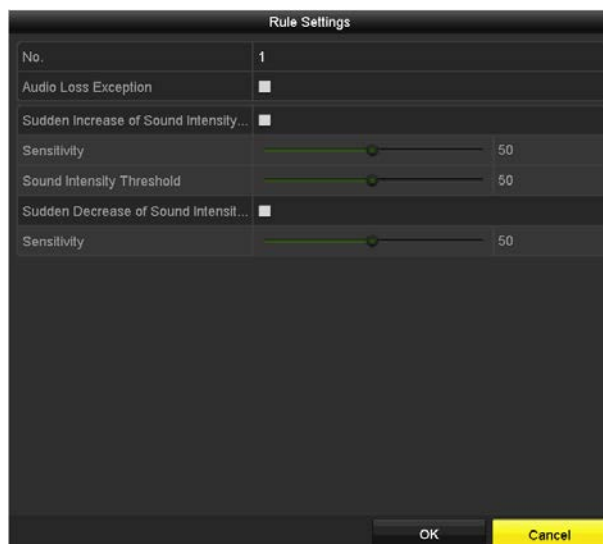 Rule Settings
No. 1
Audio Loss Exception
Sudden Increase of Sound Intensity...
Sensitivity 50
Sound Intensity Threshold 50
Sudden Decrease of Sound Intensit...
Sensitivity 50
OK Cancel